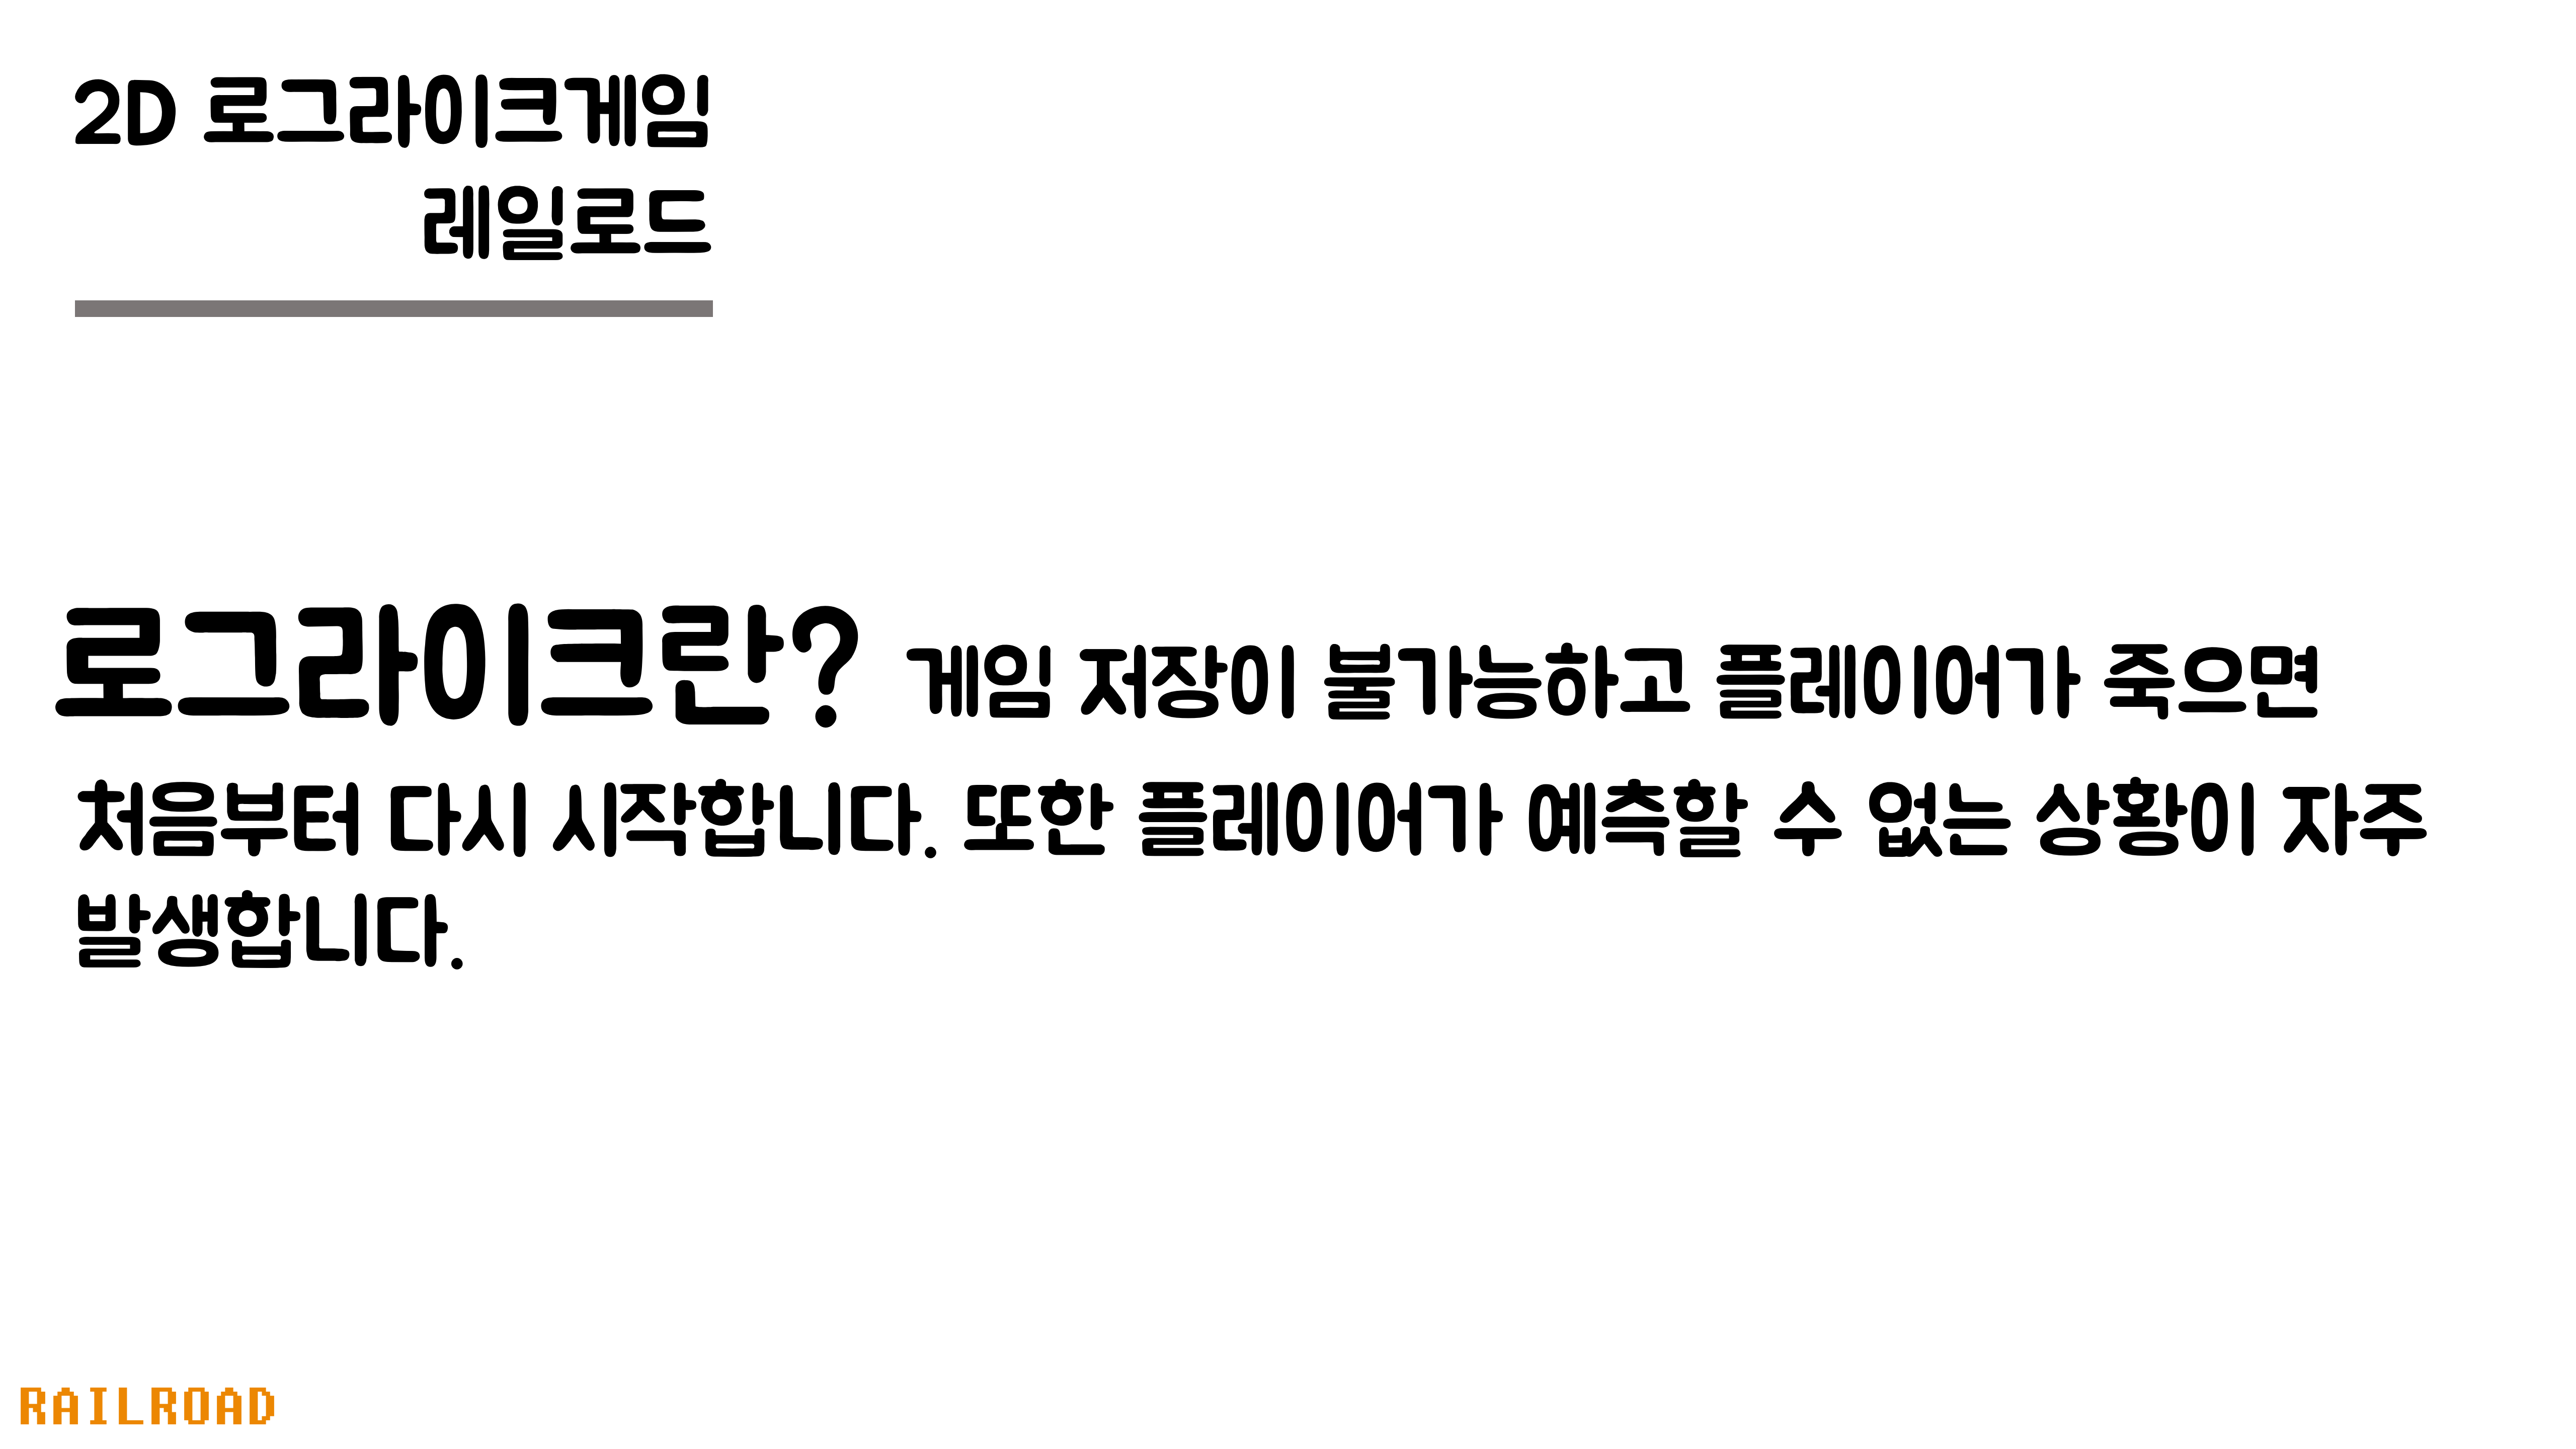 2D 로그라이크게임
레일로드
로그라이크란? 게임 저장이 불가능하고 플레이어가 죽으면
처음부터 다시 시작합니다. 또한 플레이어가 예측할 수 없는 상황이 자주
발생합니다.
RAILROAD